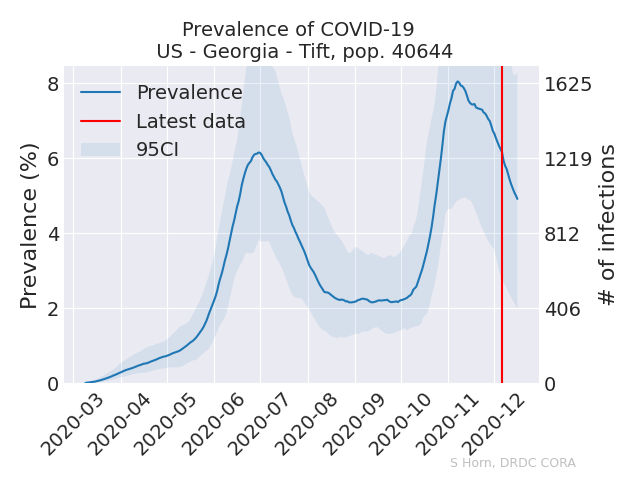 Prevalence of COVID-19
US - Georgia - Tift, pop. 40644
Prevalence
Latest data
95CI
Prevalence (%)
8
6
4
2
0
1625
1219
812
406
0
# of infections
2020-03
2020-04
2020-05
2020-06
2020-07
2020-08
2020-09
2020-10
2020-11
2020-12
S Horn, DRDC CORA